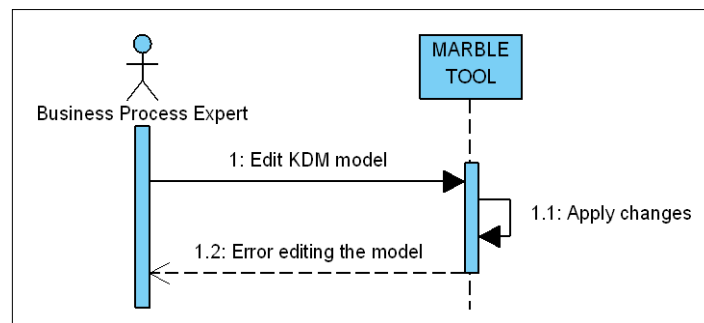 MARBLE
TOOL
Business Process Expert
1: Edit KDM model
1.1: Apply changes
1.2: Error editing the model